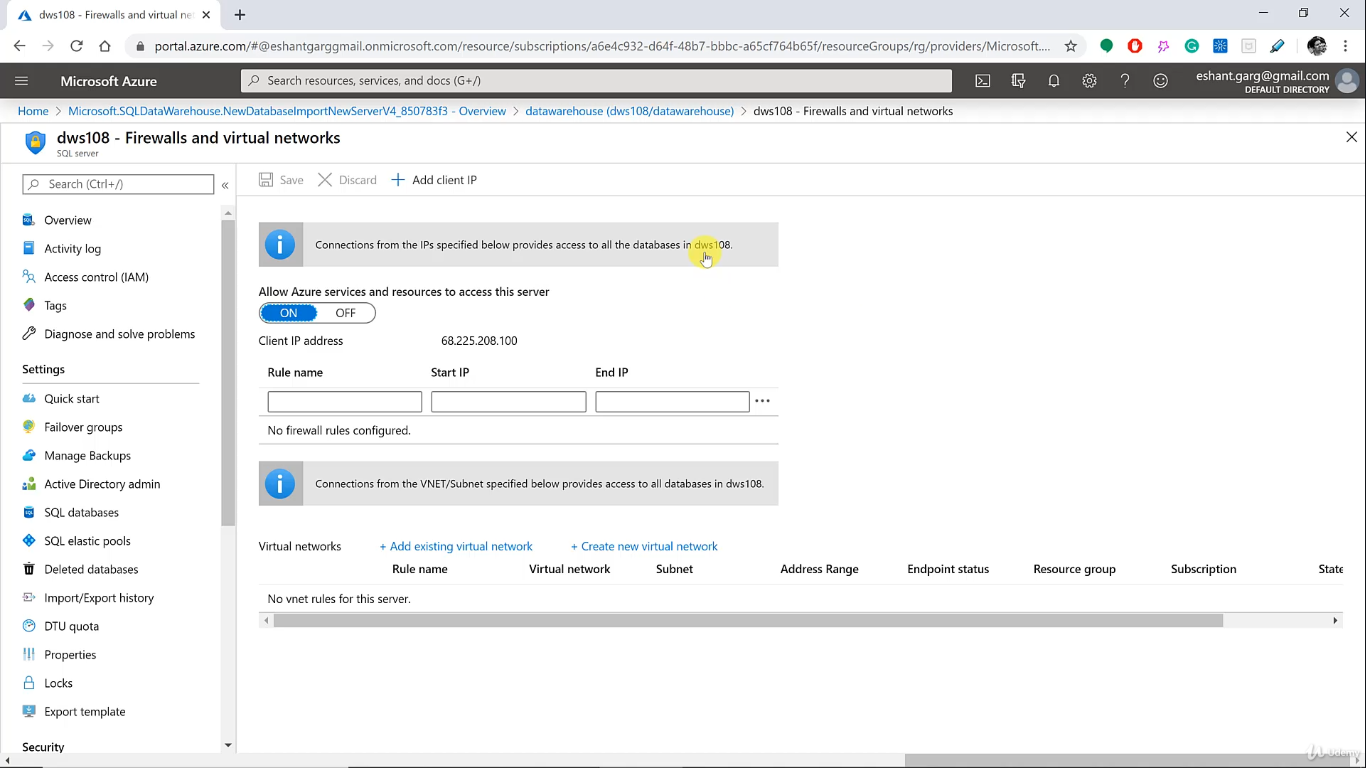 dws108 - Firewalls and virtual ne
portal.azure.com/#@eshantgarggmail.onmicrosoft.com/resource/subscriptions/a6e4c932-d64f-48b7-bbbc-a65cf764b65f/resourceGroups/rg/providers/Microsoft....
Microsoft Azure
Search resources, services, and docs (G+/)
eshant.garg@gmail.com
DEFAULT DIRECTORY
Home > Microsoft.SQLDataWarehouse.NewDatabaseImportNewServerV4_850783f3 - Overview > datawarehouse (dws108/datawarehouse) > dws108 - Firewalls and virtual networks
dws108 - Firewalls and virtual networks
SQL server
Search (Ctrl+/)
«
Overview
Activity log
Access control (IAM)
Tags
Diagnose and solve problems
Settings
Quick start
Failover groups
Manage Backups
Active Directory admin
SQL databases
SQL elastic pools
Deleted databases
Import/Export history
DTU quota
Properties
Locks
Export template
Security
Save Discard + Add client IP
Connections from the IPs specified below provides access to all the databases in dws108.
Allow Azure services and resources to access this server
ON OFF
Client IP address 68.225.208.100
Rule name Start IP End IP
...
No firewall rules configured.
Connections from the VNET/Subnet specified below provides access to all databases in dws108.
Virtual networks + Add existing virtual network + Create new virtual network
Rule name Virtual network Subnet Address Range Endpoint status Resource group Subscription State
No vnet rules for this server.
Udemy